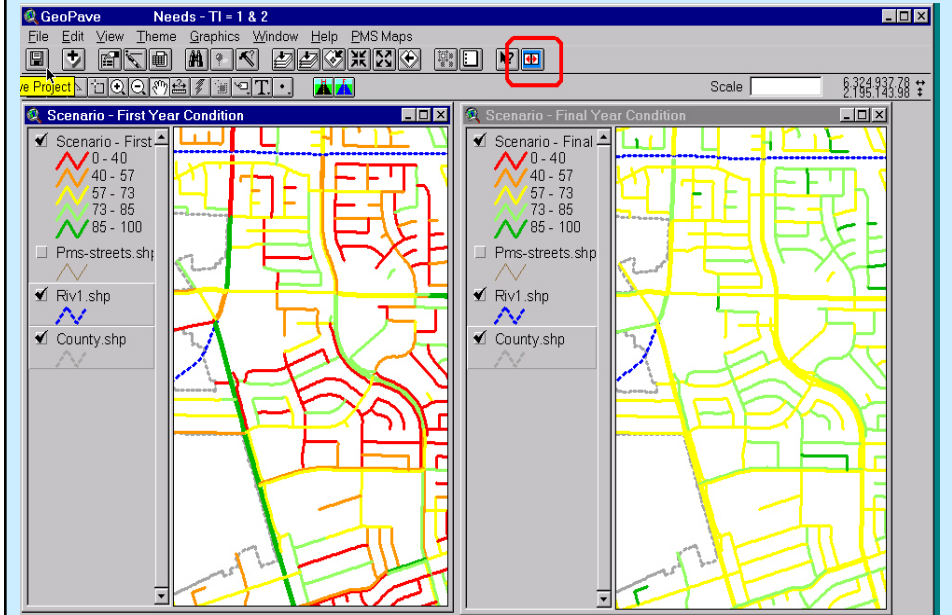 GeoPave Needs - TI = 1 & 2
File Edit View Theme Graphics Window Help PMS Maps
ve Project
T
Scale
6,324,937.78
2,195,143.98
Scenario - First Year Condition
Scenario - First
0 - 40
40 - 57
57 - 73
73 - 85
85 - 100
Pms-streets.shp
Riv1.shp
County.shp
Scenario - Final Year Condition
Scenario - Final
0 - 40
40 - 57
57 - 73
73 - 85
85 - 100
Pms-streets.shp
Riv1.shp
County.shp